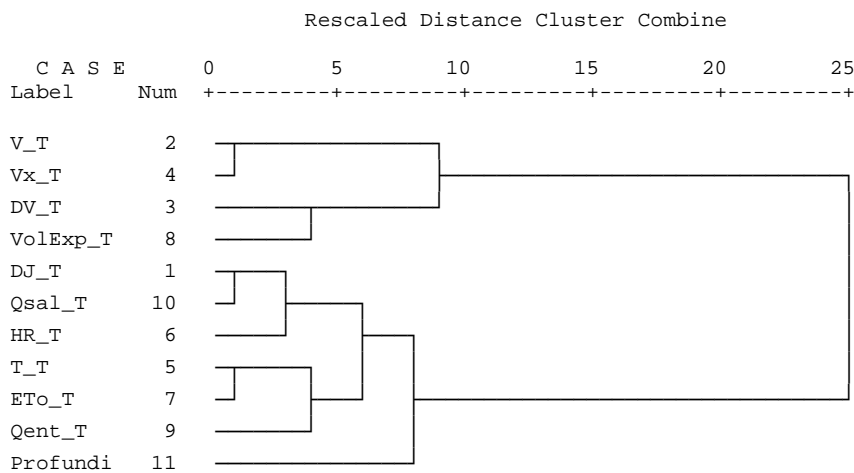 Rescaled Distance Cluster Combine
C A S E 0 5 10 15 20 25
Label Num +---------+---------+---------+---------+---------+
V_T 2
Vx_T 4
DV_T 3
VolExp_T 8
DJ_T 1
Qsal_T 10
HR_T 6
T_T 5
ETo_T 7
Qent_T 9
Profundi 11